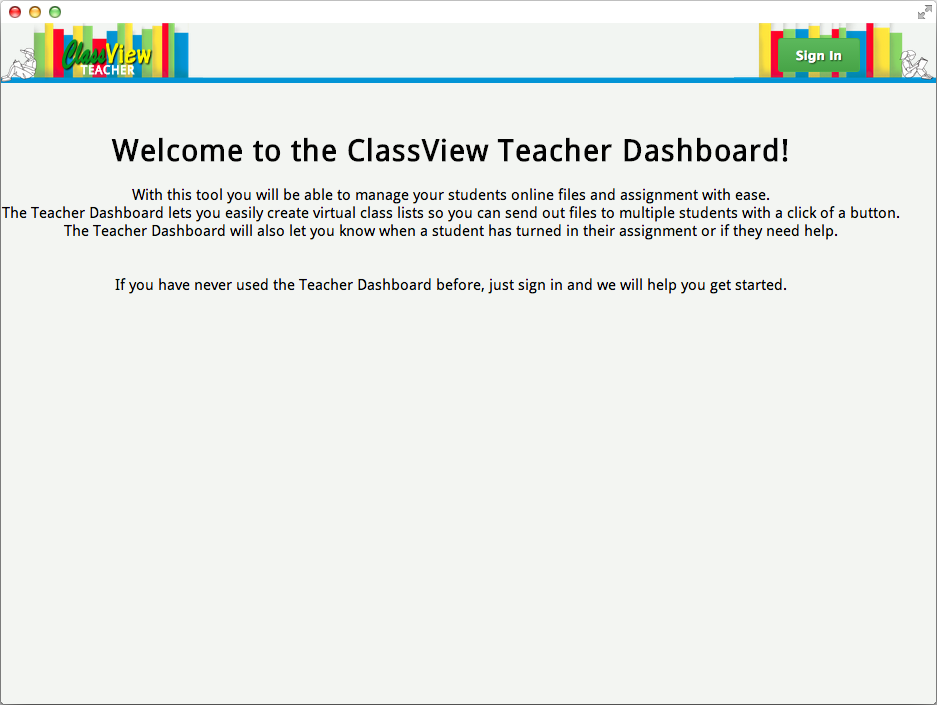 ClassView
TEACHER
Sign In
Welcome to the ClassView Teacher Dashboard!
With this tool you will be able to manage your students online files and assignment with ease.
The Teacher Dashboard lets you easily create virtual class lists so you can send out files to multiple students with a click of a button.
The Teacher Dashboard will also let you know when a student has turned in their assignment or if they need help.
If you have never used the Teacher Dashboard before, just sign in and we will help you get started.